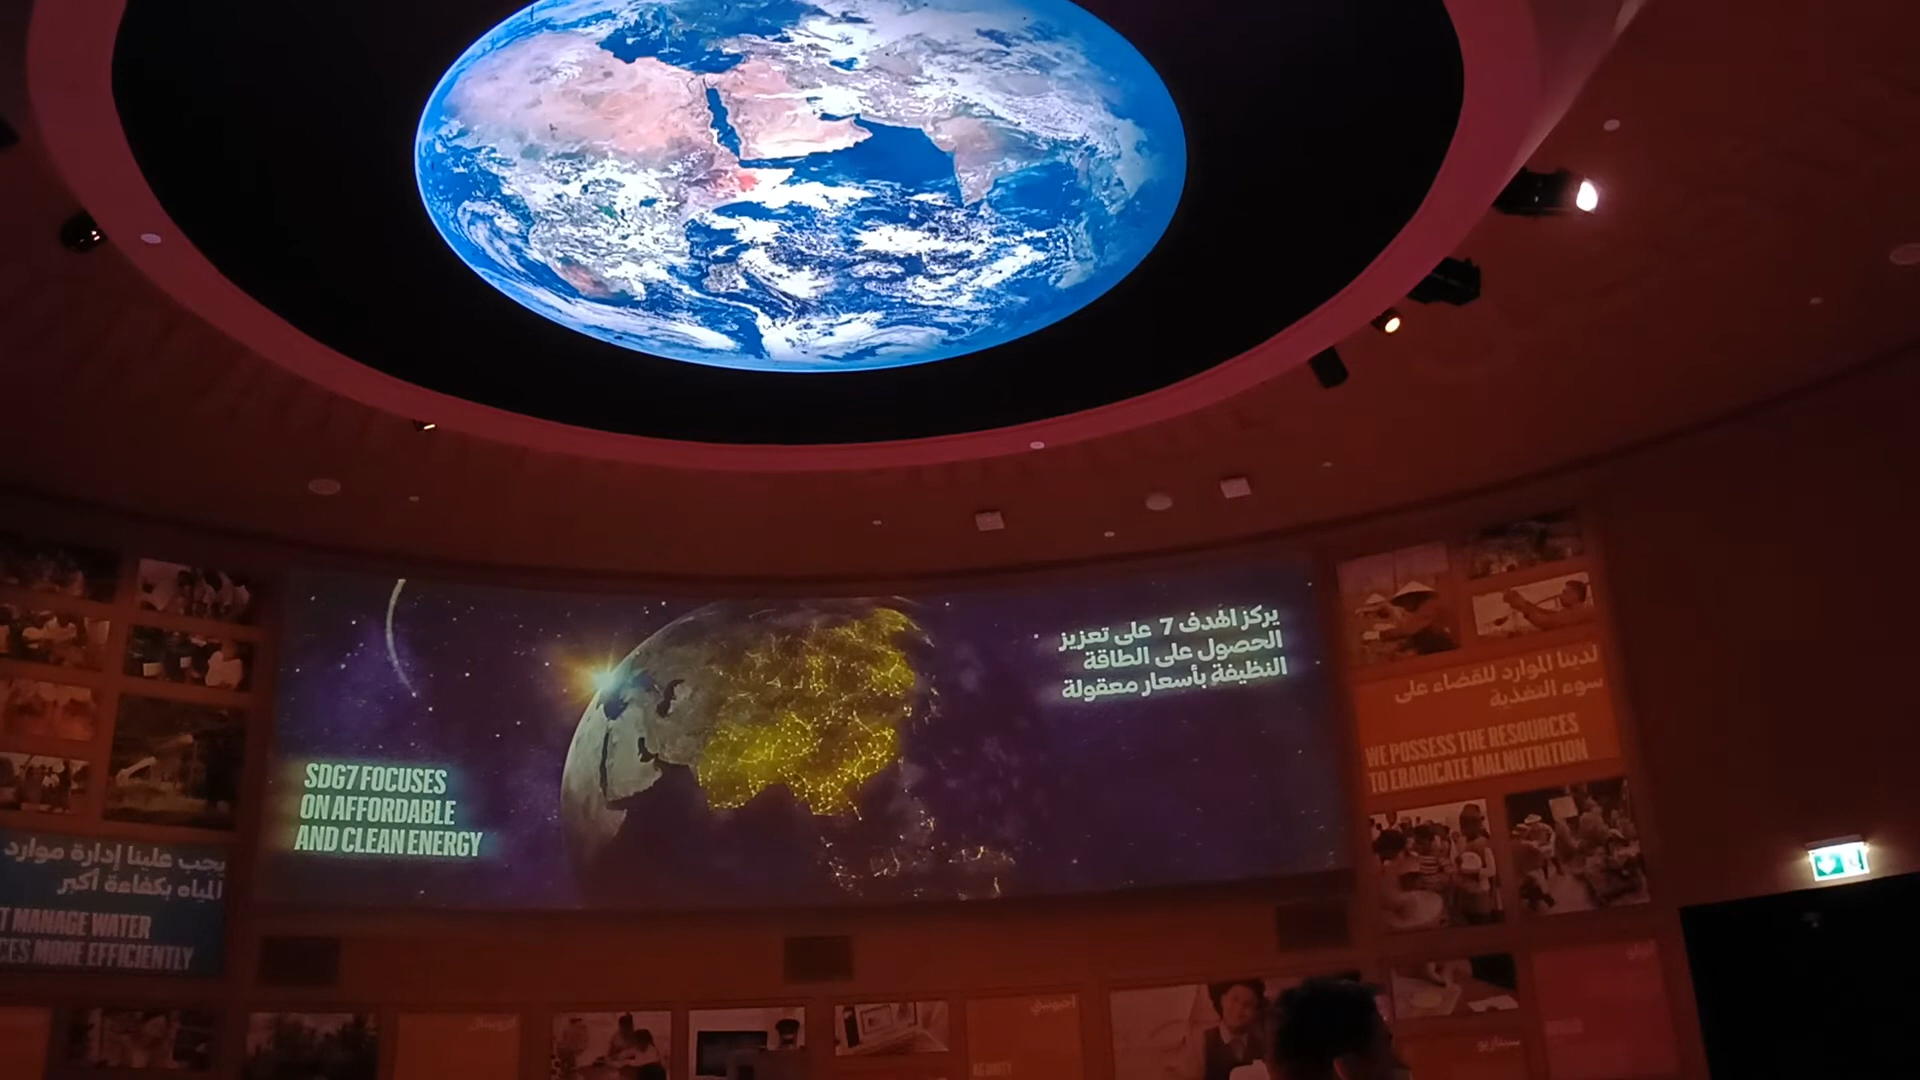 SDG7 FOCUSES
ON AFFORDABLE
AND CLEAN ENERGY
يركز الهدف 7 على تعزيز
الحصول على الطاقة
النظيفة بأسعار معقولة
لدينا الموارد للقضاء على
سوء التغذية
WE POSSESS THE RESOURCES
TO ERADICATE MALNUTRITION
يجب علينا إدارة موارد
المياه بكفاءة أكبر
MANAGE WATER
MORE EFFICIENTLY